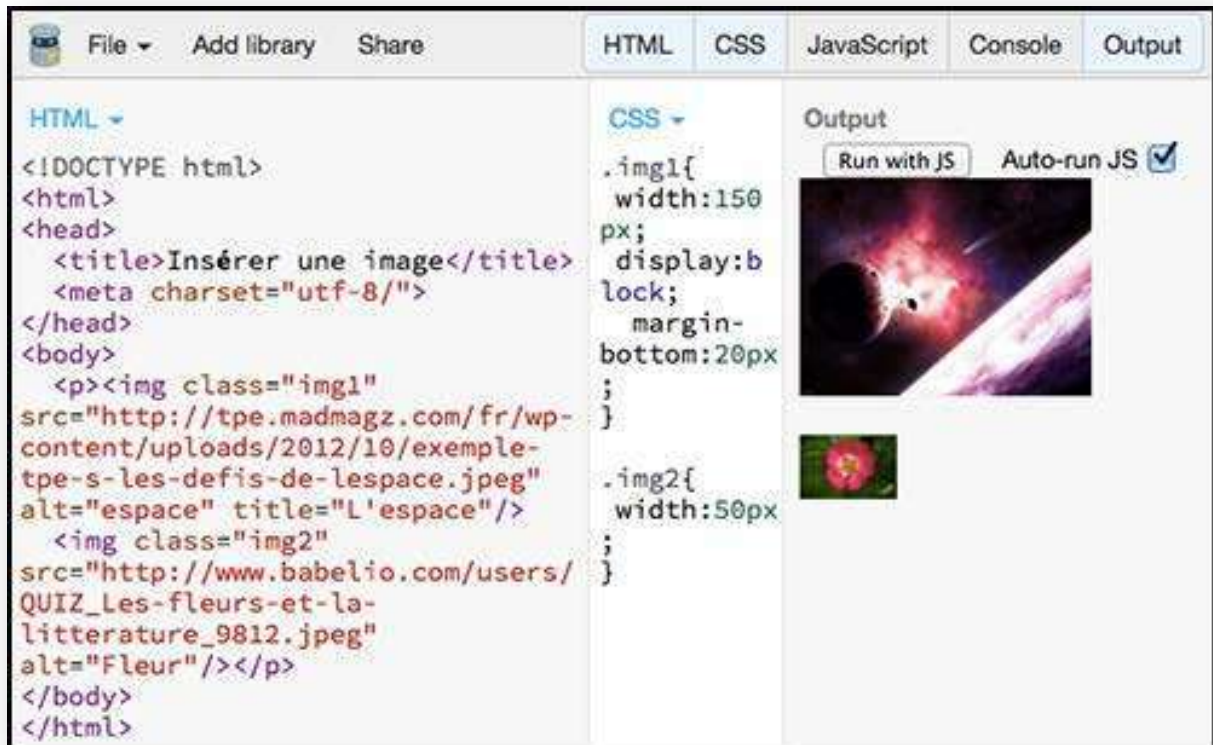 File Add library Share HTML CSS JavaScript Console Output
HTML
<!DOCTYPE html>
<html>
<head>
<title>Insérer une image</title>
<meta charset="utf-8/">
</head>
<body>
<p><img class="img1"
src="http://tpe.madmagz.com/fr/wp-
content/uploads/2012/10/exemple-
tpe-s-les-defis-de-lespace.jpeg"
alt="espace" title="L'espace"/>
<img class="img2"
src="http://www.babelio.com/users/
QUIZ_Les-fleurs-et-la-
litterature_9812.jpeg"
alt="Fleur"/></p>
</body>
</html>
CSS
.img1{
width:150
px;
display:b
lock;
margin-
bottom:20px
;
}
.img2{
width:50px
;
}
Output
Run with JS Auto-run JS